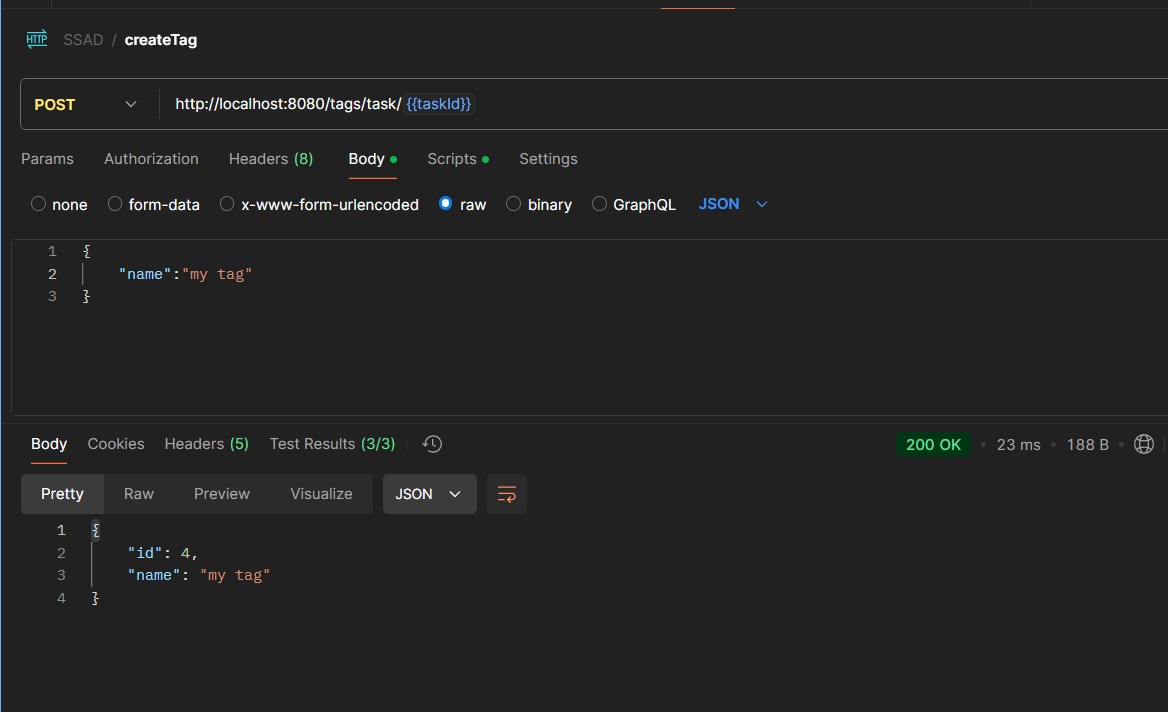 HTTP SSAD / createTag
POST http://localhost:8080/tags/task/ {{taskId}}
Params Authorization Headers (8) Body Scripts Settings
none form-data x-www-form-urlencoded raw binary GraphQL JSON
1 {
2 "name":"my tag"
3 }
Body Cookies Headers (5) Test Results (3/3) 200 OK 23 ms 188 B
Pretty Raw Preview Visualize JSON
1 {
2 "id": 4,
3 "name": "my tag"
4 }